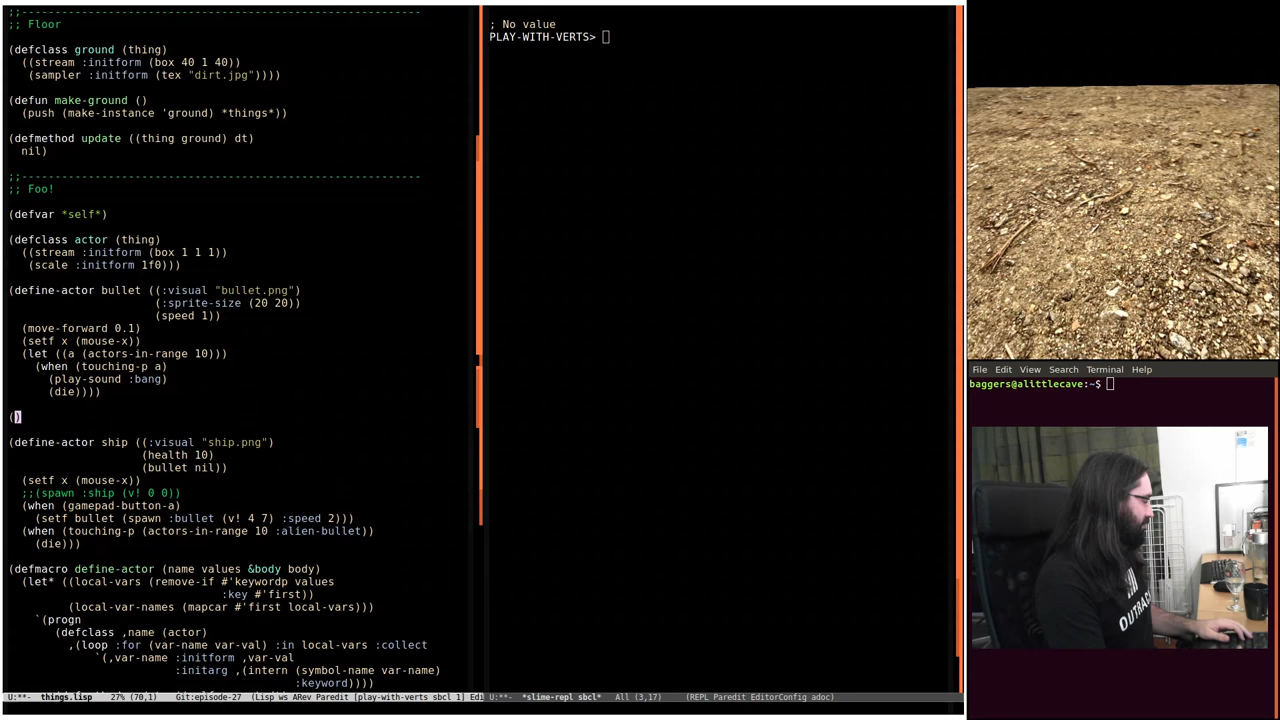 ;;------------------------------------------------------------
;; Floor
(defclass ground (thing)
  ((stream :initform (box 40 1 40))
   (sampler :initform (tex "dirt.jpg"))))
(defun make-ground ()
  (push (make-instance 'ground) *things*))
(defmethod update ((thing ground) dt)
  nil)
;;------------------------------------------------------------
;; Foo!
(defvar *self*)
(defclass actor (thing)
  ((stream :initform (box 1 1 1))
   (scale :initform 1f0)))
(define-actor bullet ((:visual "bullet.png")
                      (:sprite-size (20 20))
                      (speed 1))
  (move-forward 0.1)
  (setf x (mouse-x))
  (let ((a (actors-in-range 10)))
    (when (touching-p a)
      (play-sound :bang)
      (die))))
()
(define-actor ship ((:visual "ship.png")
                    (health 10)
                    (bullet nil))
  (setf x (mouse-x))
  ;;(spawn :ship (v! 0 0))
  (when (gamepad-button-a)
    (setf bullet (spawn :bullet (v! 4 7) :speed 2)))
  (when (touching-p (actors-in-range 10 :alien-bullet))
    (die)))
(defmacro define-actor (name values &body body)
  (let* ((local-vars (remove-if #'keywordp values
                                :key #'first))
         (local-var-names (mapcar #'first local-vars)))
    `(progn
       (defclass ,name (actor)
         ,(loop :for (var-name var-val) :in local-vars :collect
             `(,var-name :initform ,var-val
                         :initarg ,(intern (symbol-name var-name)
                                           :keyword))))
U:**-  things.lisp    27% (70,1)    Git:episode-27  (Lisp ws ARev Paredit [play-with-verts sbcl 1] Edi
; No value
PLAY-WITH-VERTS>
U:**-  *slime-repl sbcl*   All (3,17)     (REPL Paredit EditorConfig adoc)
File Edit View Search Terminal Help
baggers@alittlecave:~$